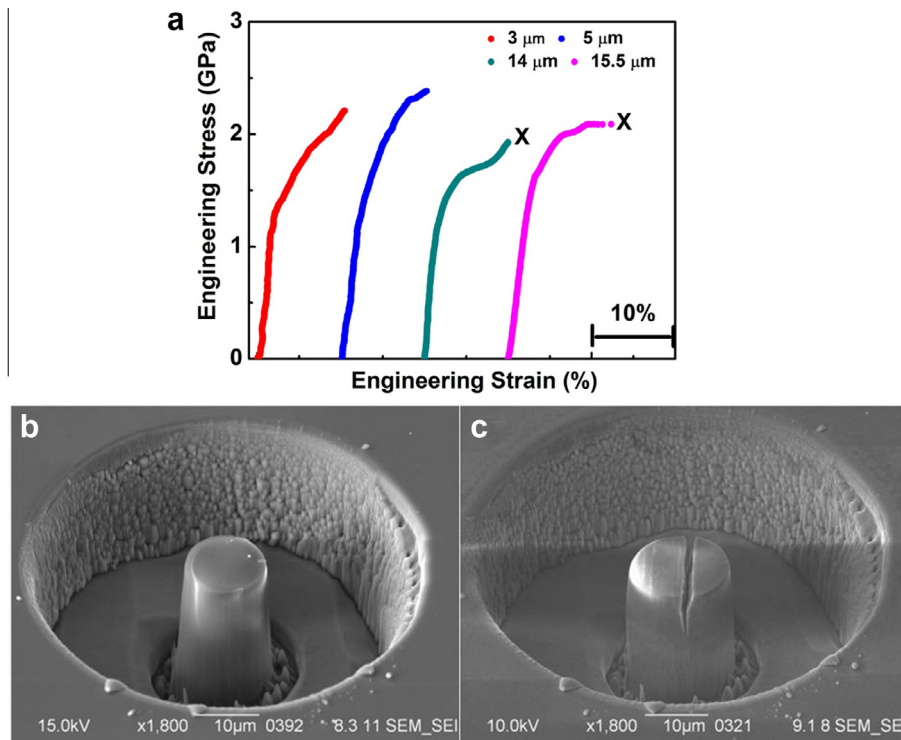 a
3
2
1
0
Engineering Stress (GPa)
3 μm
5 μm
14 μm
15.5 μm
X
X
10%
Engineering Strain (%)
b
c
15.0kV x1,800 10μm 0392 8.3 11 SEM_SEI
10.0kV x1,800 10μm 0321 9.1 8 SEM_SEI